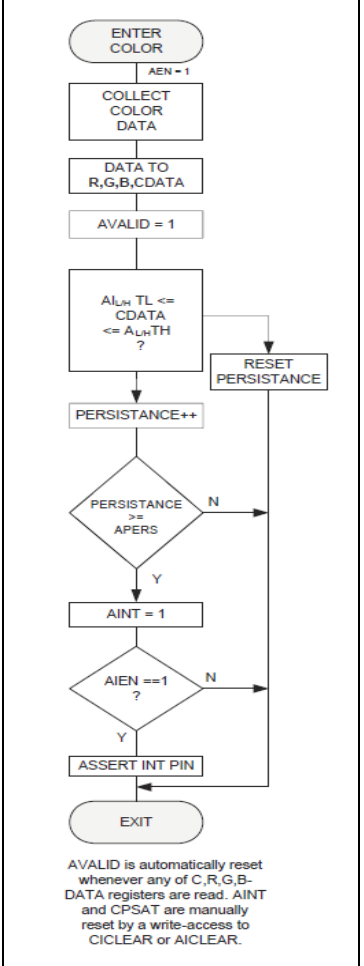 ENTER
COLOR
AEN = 1
COLLECT
COLOR
DATA
DATA TO
R,G,B,CDATA
AVALID = 1
AIL/H TL <=
CDATA
<= AL/HTH
?
RESET
PERSISTANCE
PERSISTANCE++
PERSISTANCE
>=
APERS
N
Y
AINT = 1
AIEN ==1
?
N
Y
ASSERT INT PIN
EXIT
AVALID is automatically reset
whenever any of C,R,G,B-
DATA registers are read. AINT
and CPSAT are manually
reset by a write-access to
CICLEAR or AICLEAR.